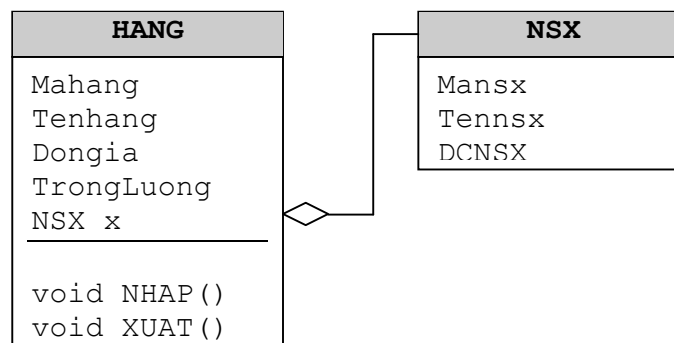 HANG
Mahang
Tenhang
Dongia
TrongLuong
NSX x
void NHAP()
void XUAT()
NSX
Mansx
Tennsx
DCNSX